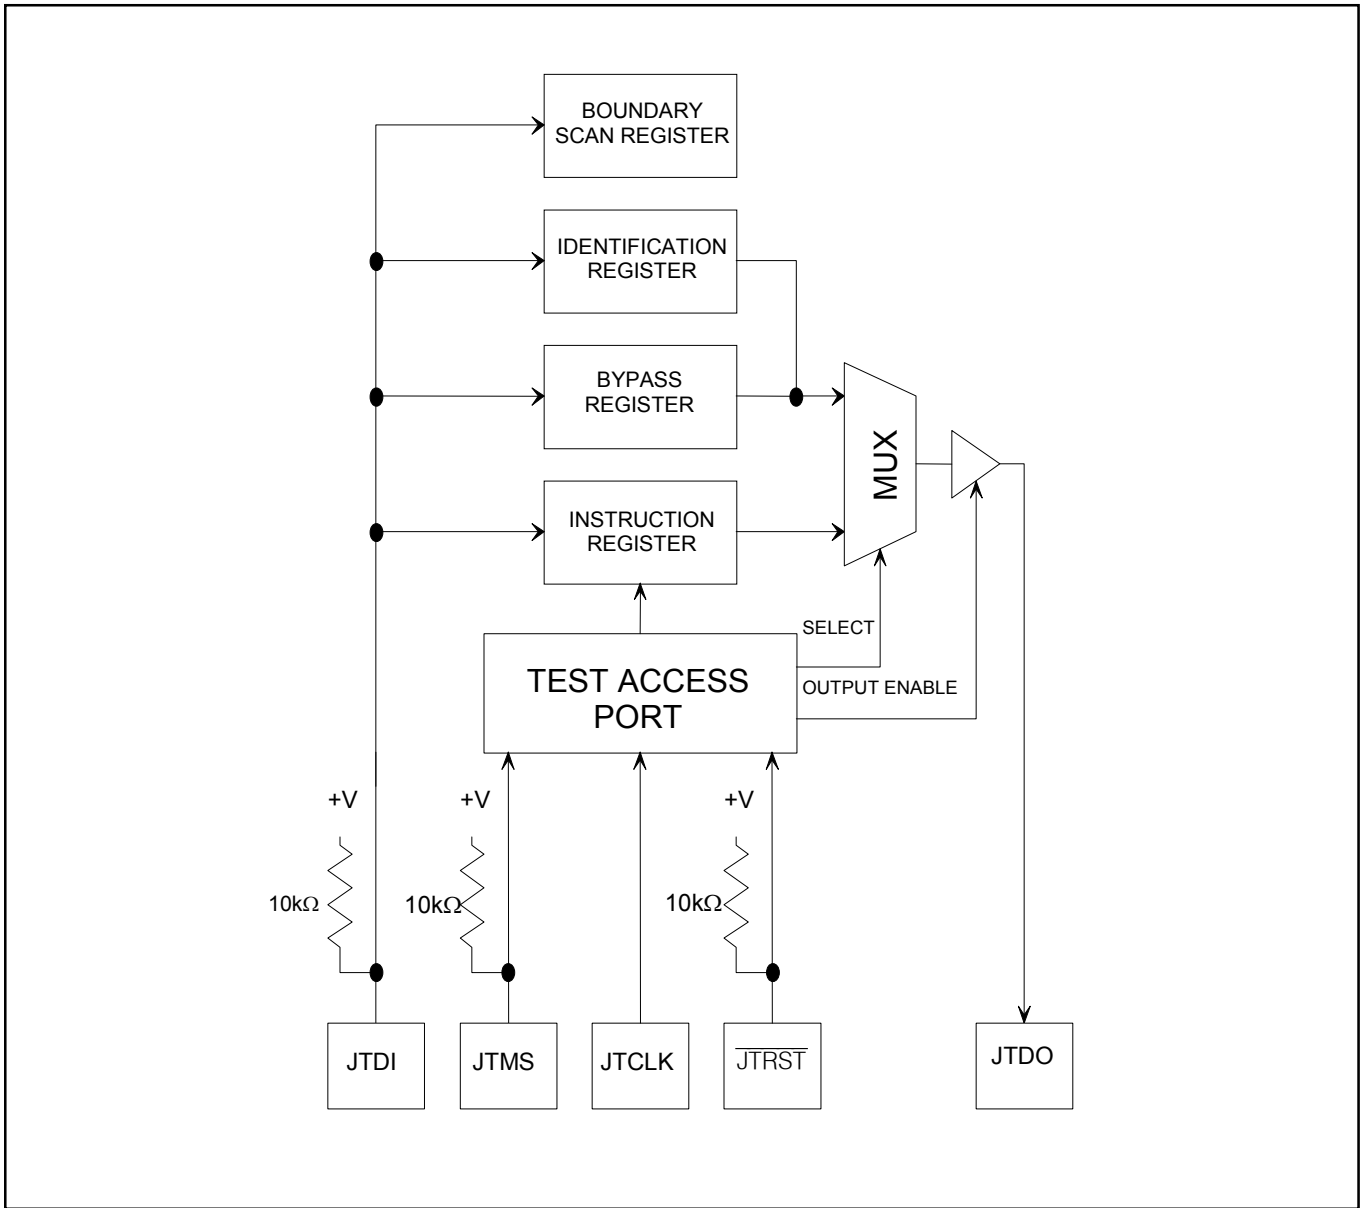 BOUNDARY
SCAN REGISTER
IDENTIFICATION
REGISTER
BYPASS
REGISTER
MUX
INSTRUCTION
REGISTER
SELECT
TEST ACCESS
PORT
OUTPUT ENABLE
+V
+V
+V
10kΩ
10kΩ
10kΩ
JTDI
JTMS
JTCLK
JTRST
JTDO